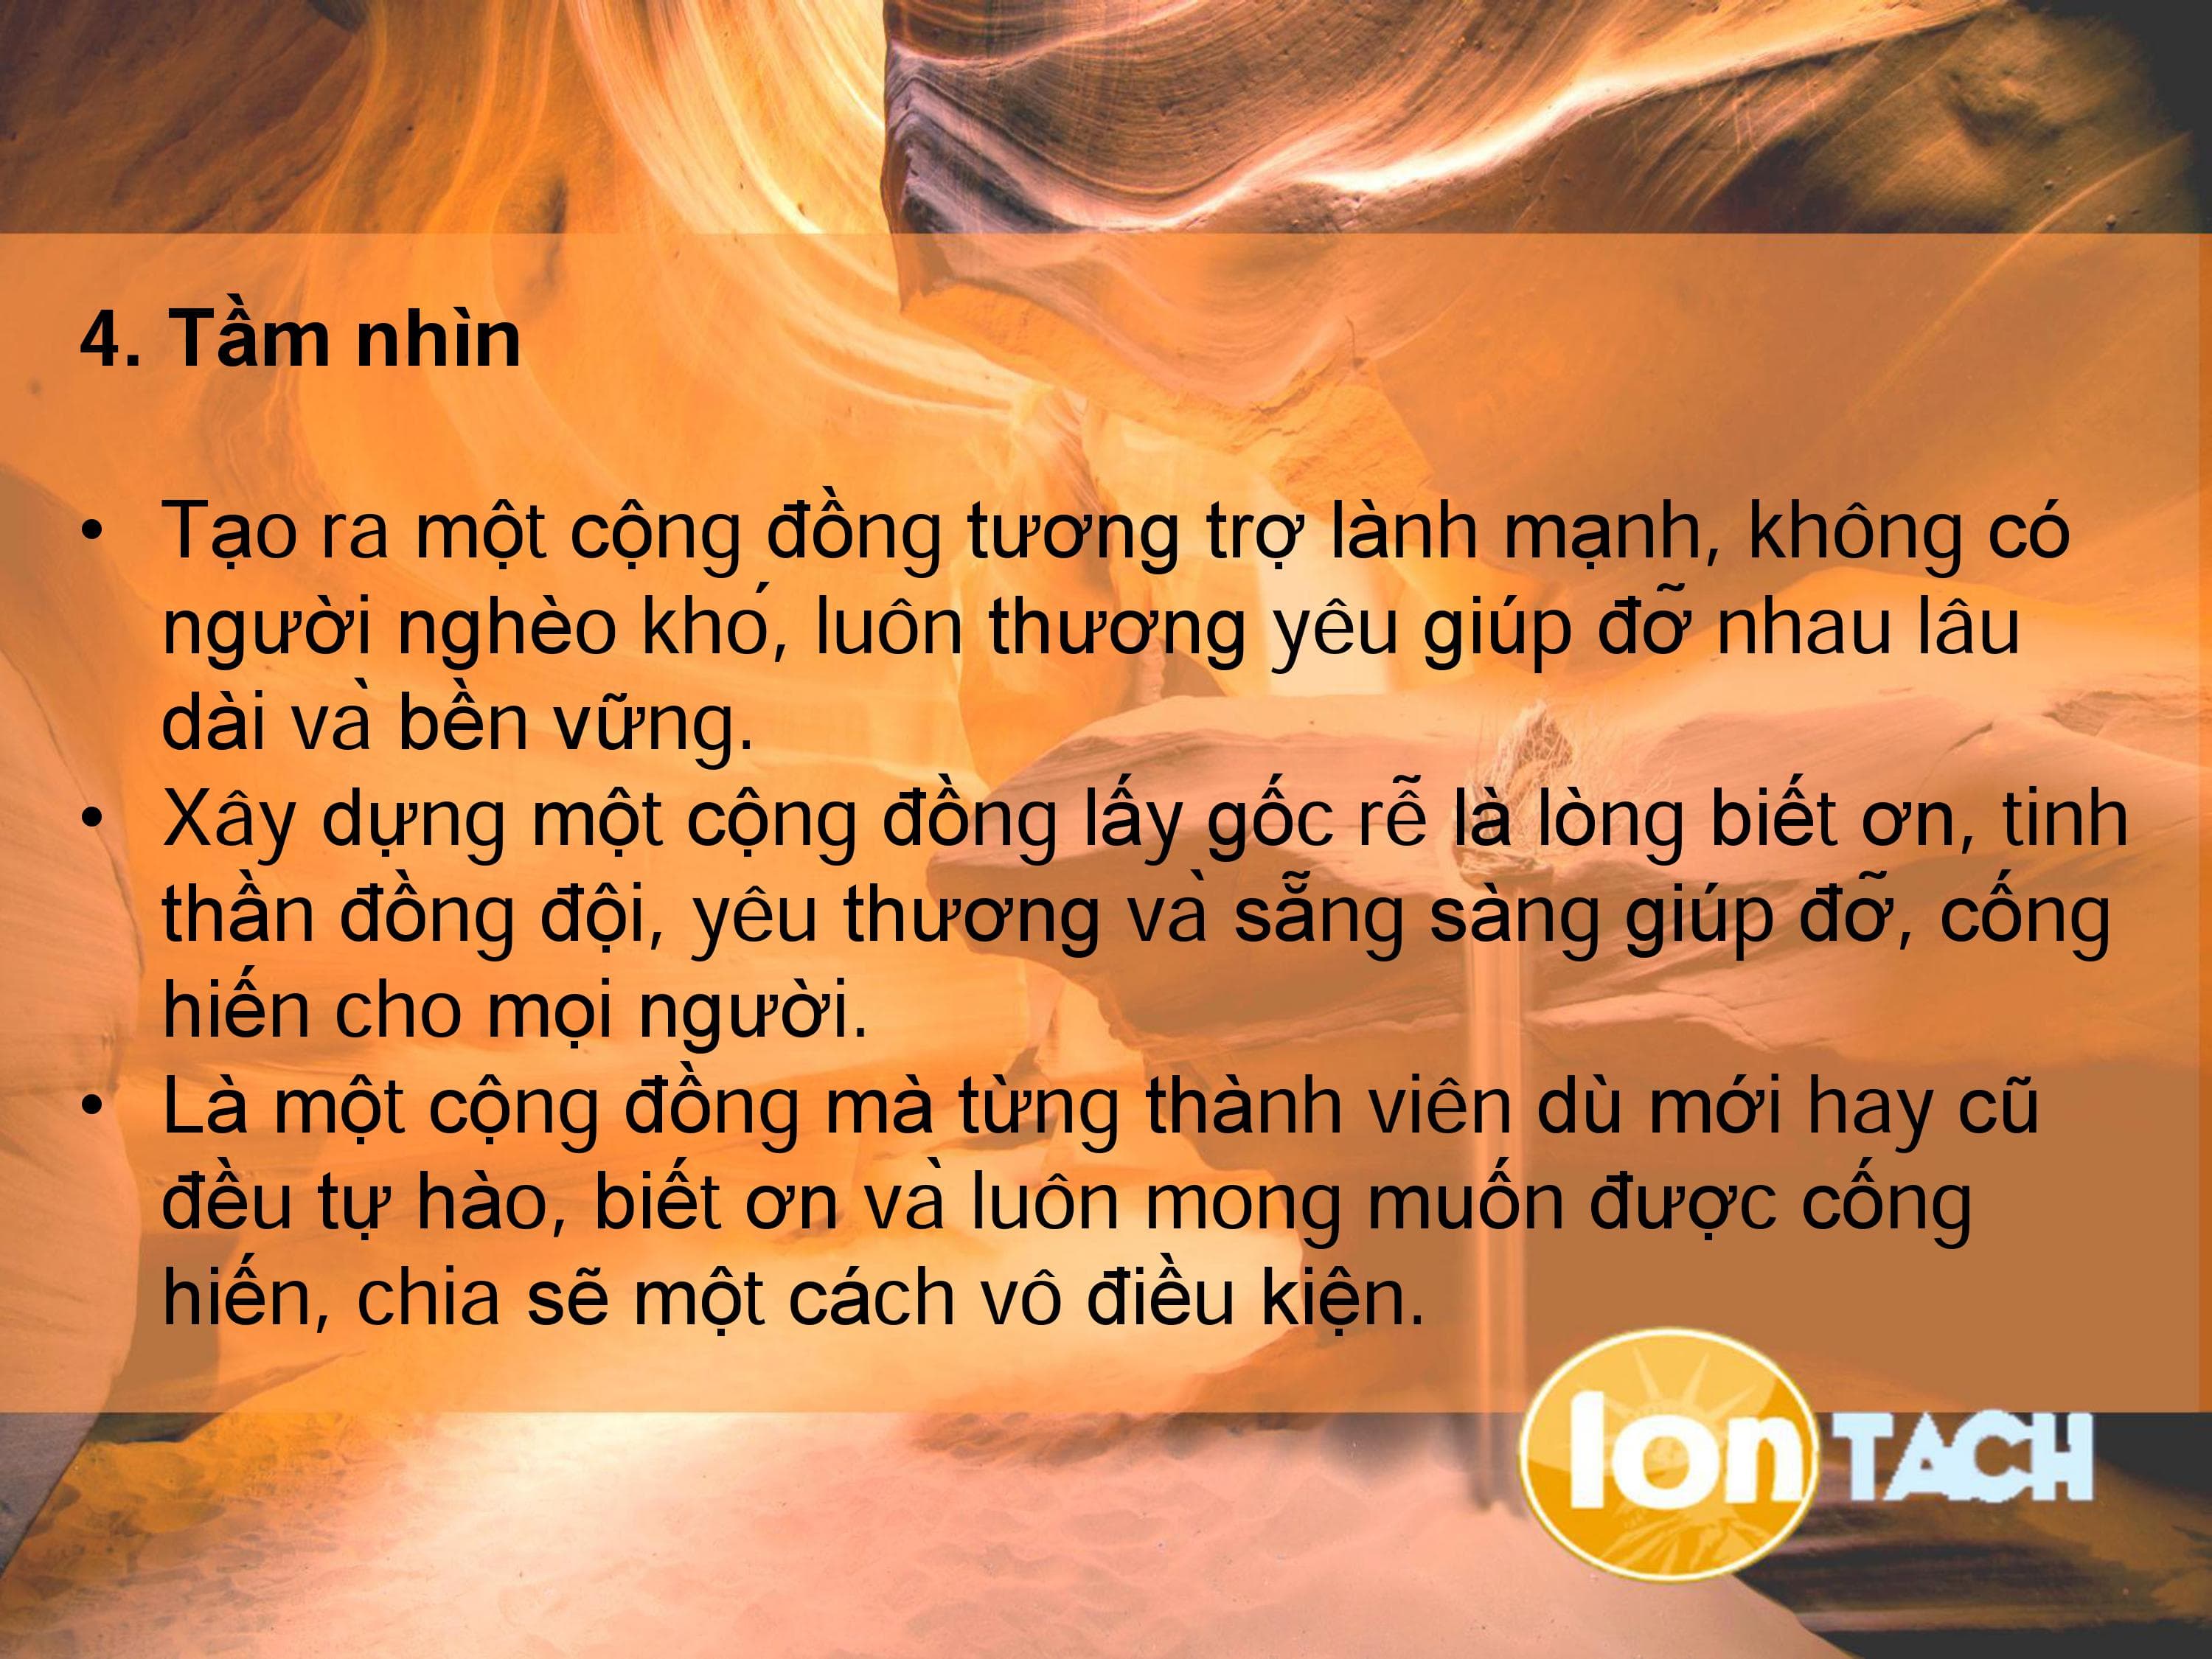 4. Tầm nhìn
• Tạo ra một cộng đồng tương trợ lành mạnh, không có
người nghèo khó, luôn thương yêu giúp đỡ nhau lâu
dài và bền vững.
• Xây dựng một cộng đồng lấy gốc rễ là lòng biết ơn, tinh
thần đồng đội, yêu thương và sẵng sàng giúp đỡ, cống
hiến cho mọi người.
• Là một cộng đồng mà từng thành viên dù mới hay cũ
đều tự hào, biết ơn và luôn mong muốn được cống
hiến, chia sẽ một cách vô điều kiện.
Ion TACH